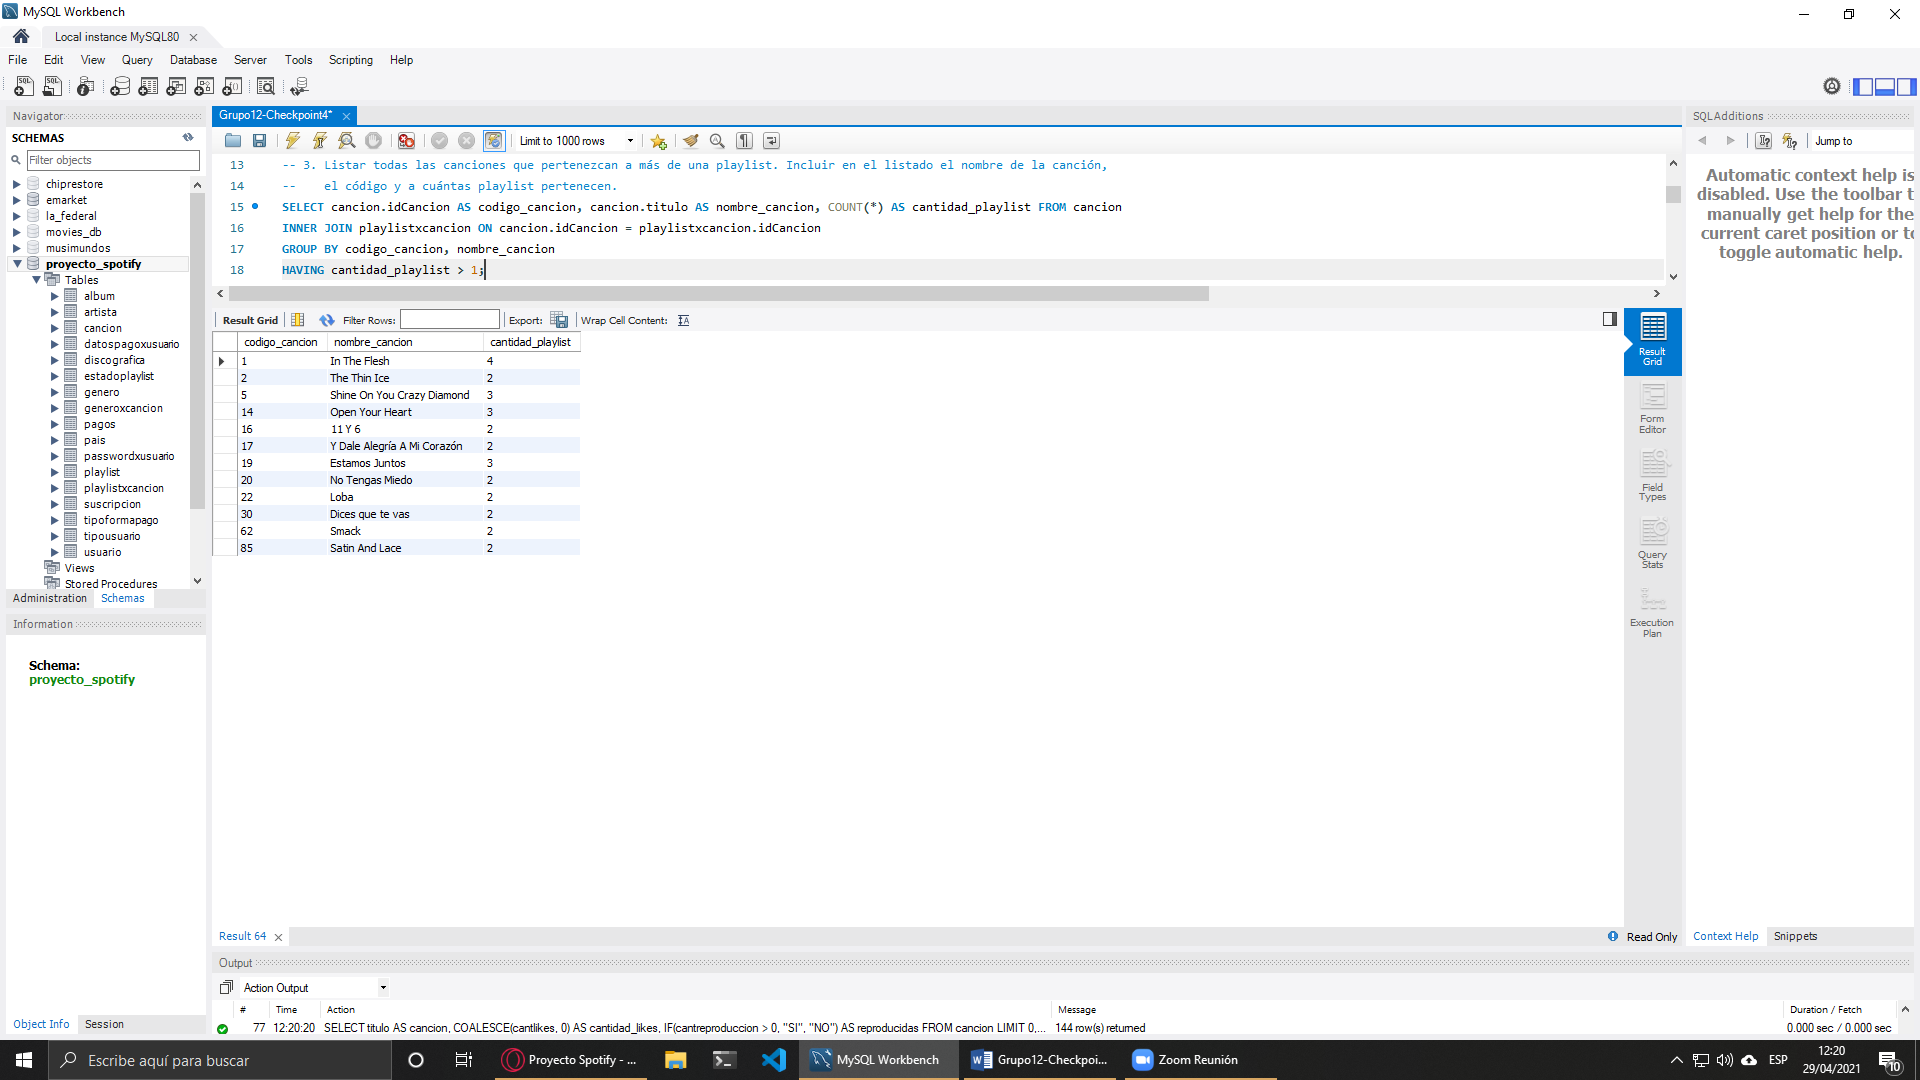 MySQL Workbench
Local instance MySQL80
File Edit View Query Database Server Tools Scripting Help
Navigator
SCHEMAS
Filter objects
chiprestore
emarket
la_federal
movies_db
musimundos
proyecto_spotify
Tables
album
artista
cancion
datospagoxusuario
discografica
estadoplaylist
genero
generoxcancion
pagos
pais
passwordxusuario
playlist
playlistxcancion
suscripcion
tipoformapago
tipousuario
usuario
Views
Stored Procedures
Administration Schemas
Information
Schema:
proyecto_spotify
Object Info Session
Grupo12-Checkpoint4*
Limit to 1000 rows
13 -- 3. Listar todas las canciones que pertenezcan a más de una playlist. Incluir en el listado el nombre de la canción,
14 -- el código y a cuántas playlist pertenecen.
15 SELECT cancion.idCancion AS codigo_cancion, cancion.titulo AS nombre_cancion, COUNT(*) AS cantidad_playlist FROM cancion
16 INNER JOIN playlistxcancion ON cancion.idCancion = playlistxcancion.idCancion
17 GROUP BY codigo_cancion, nombre_cancion
18 HAVING cantidad_playlist > 1;
Result Grid Filter Rows: Export: Wrap Cell Content:
codigo_cancion nombre_cancion cantidad_playlist
1 In The Flesh 4
2 The Thin Ice 2
5 Shine On You Crazy Diamond 3
14 Open Your Heart 3
16 11 Y 6 2
17 Y Dale Alegría A Mi Corazón 2
19 Estamos Juntos 3
20 No Tengas Miedo 2
22 Loba 2
30 Dices que te vas 2
62 Smack 2
85 Satin And Lace 2
Result
Grid
Form
Editor
Field
Types
Query
Stats
Execution
Plan
Result 64
Read Only
SQLAdditions
Jump to
Automatic context help is
disabled. Use the toolbar t
manually get help for the
current caret position or to
toggle automatic help.
Context Help Snippets
Output
Action Output
# Time Action Message Duration / Fetch
77 12:20:20 SELECT titulo AS cancion, COALESCE(cantlikes, 0) AS cantidad_likes, IF(cantreproduccion > 0, "SI", "NO") AS reproducidas FROM cancion LIMIT 0,... 144 row(s) returned 0.000 sec / 0.000 sec
Escribe aquí para buscar
Proyecto Spotify - ...
MySQL Workbench
Grupo12-Checkpoi...
Zoom Reunión
ESP
12:20
29/04/2021
10